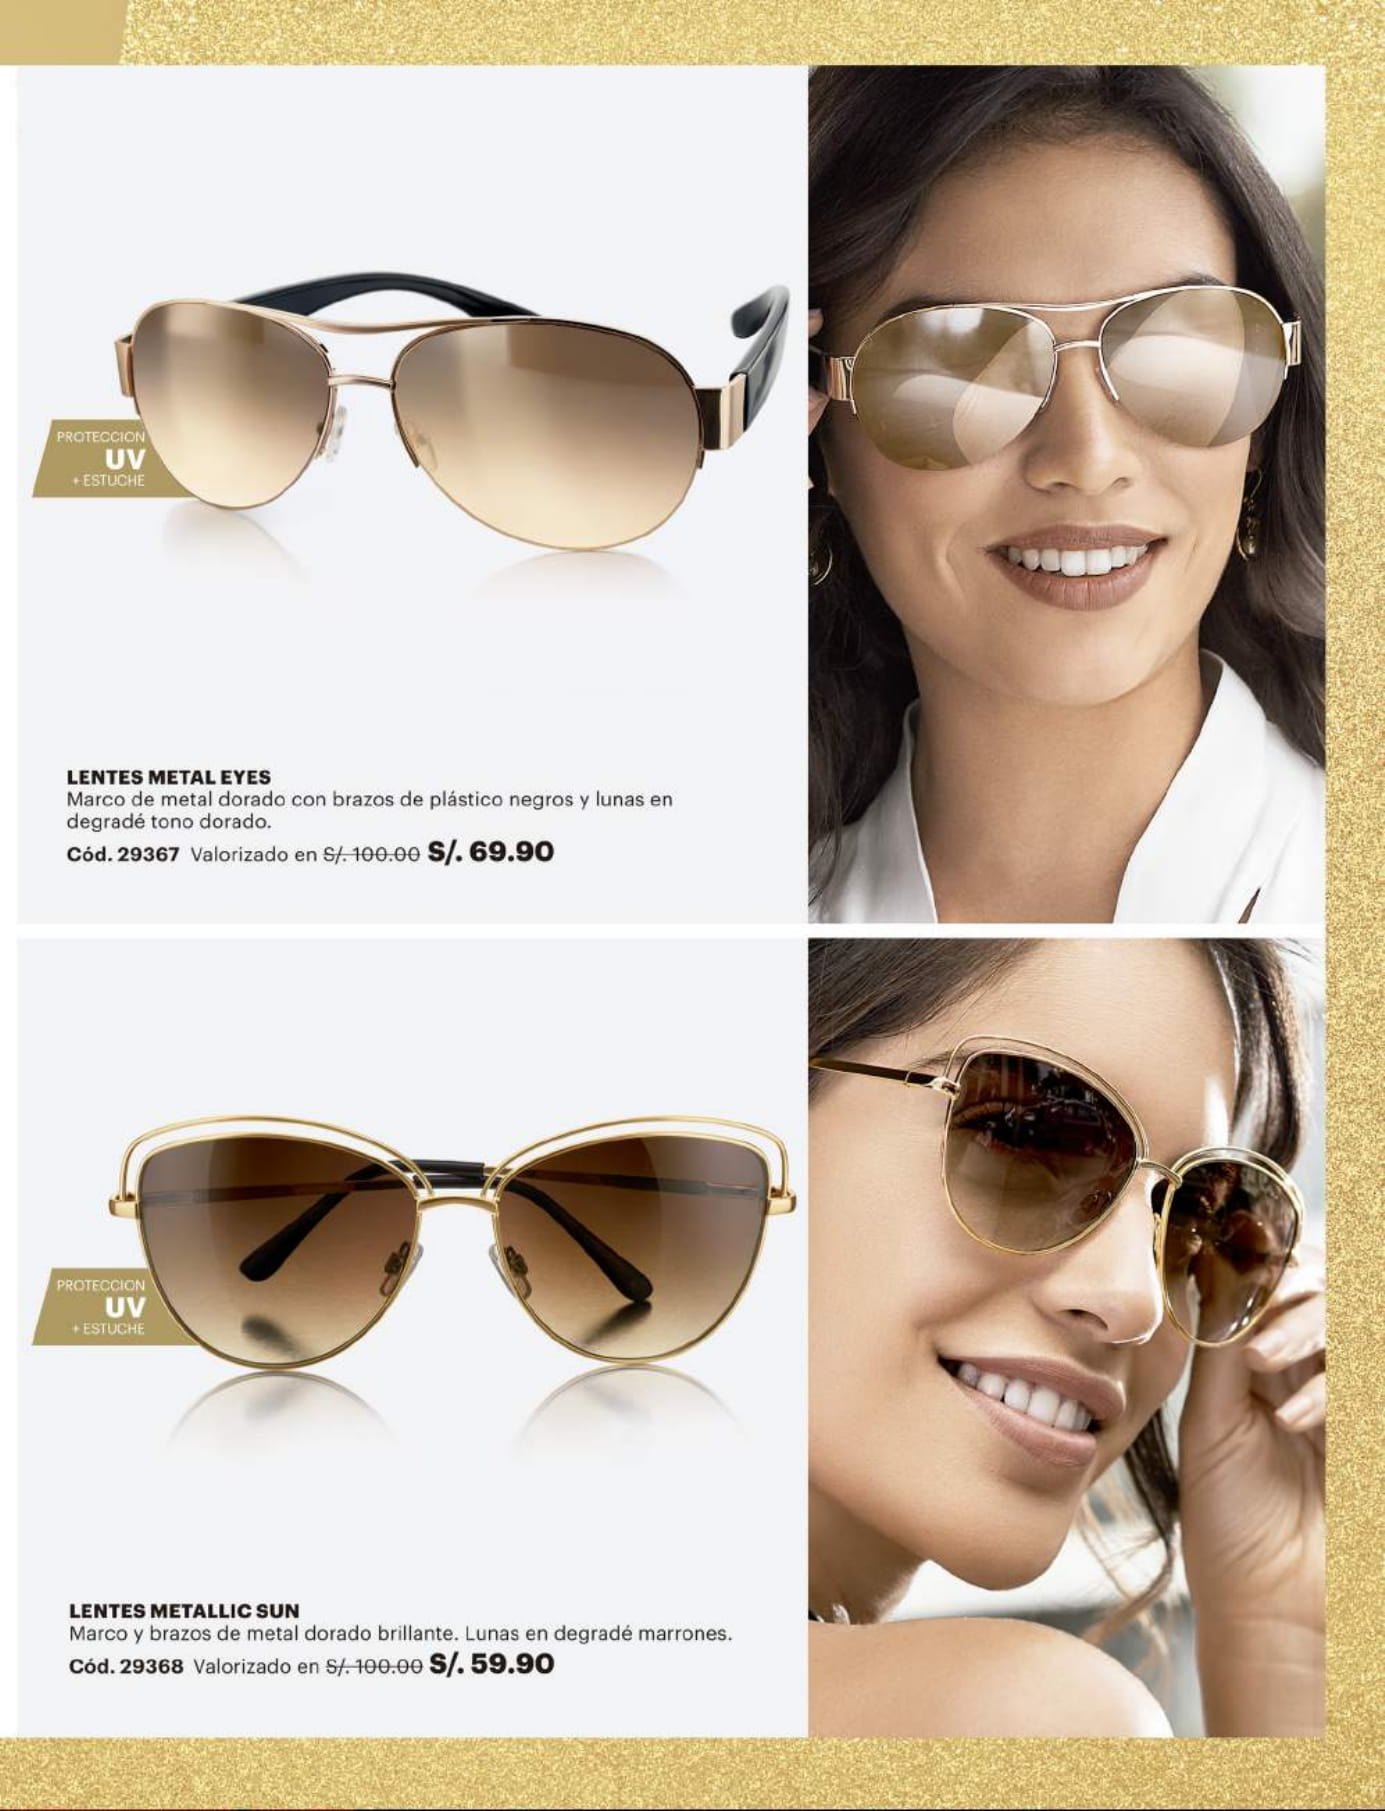 PROTECCION
UV
+ ESTUCHE
LENTES METAL EYES
Marco de metal dorado con brazos de plástico negros y lunas en
degradé tono dorado.
Cód. 29367 Valorizado en S/. 100.00 S/. 69.90
PROTECCION
UV
+ ESTUCHE
LENTES METALLIC SUN
Marco y brazos de metal dorado brillante. Lunas en degradé marrones.
Cód. 29368 Valorizado en S/. 100.00 S/. 59.90